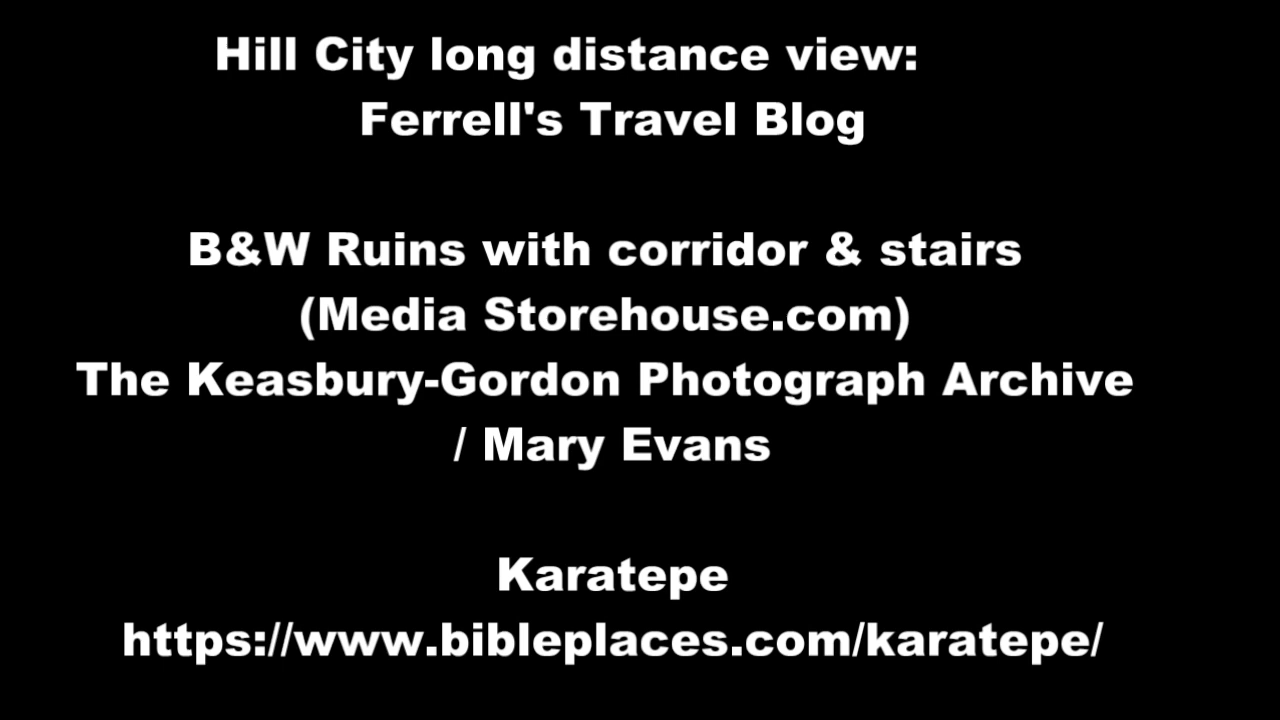 Hill City long distance view:
Ferrell's Travel Blog
B&W Ruins with corridor & stairs
(Media Storehouse.com)
The Keasbury-Gordon Photograph Archive
/ Mary Evans
Karatepe
https://www.bibleplaces.com/karatepe/